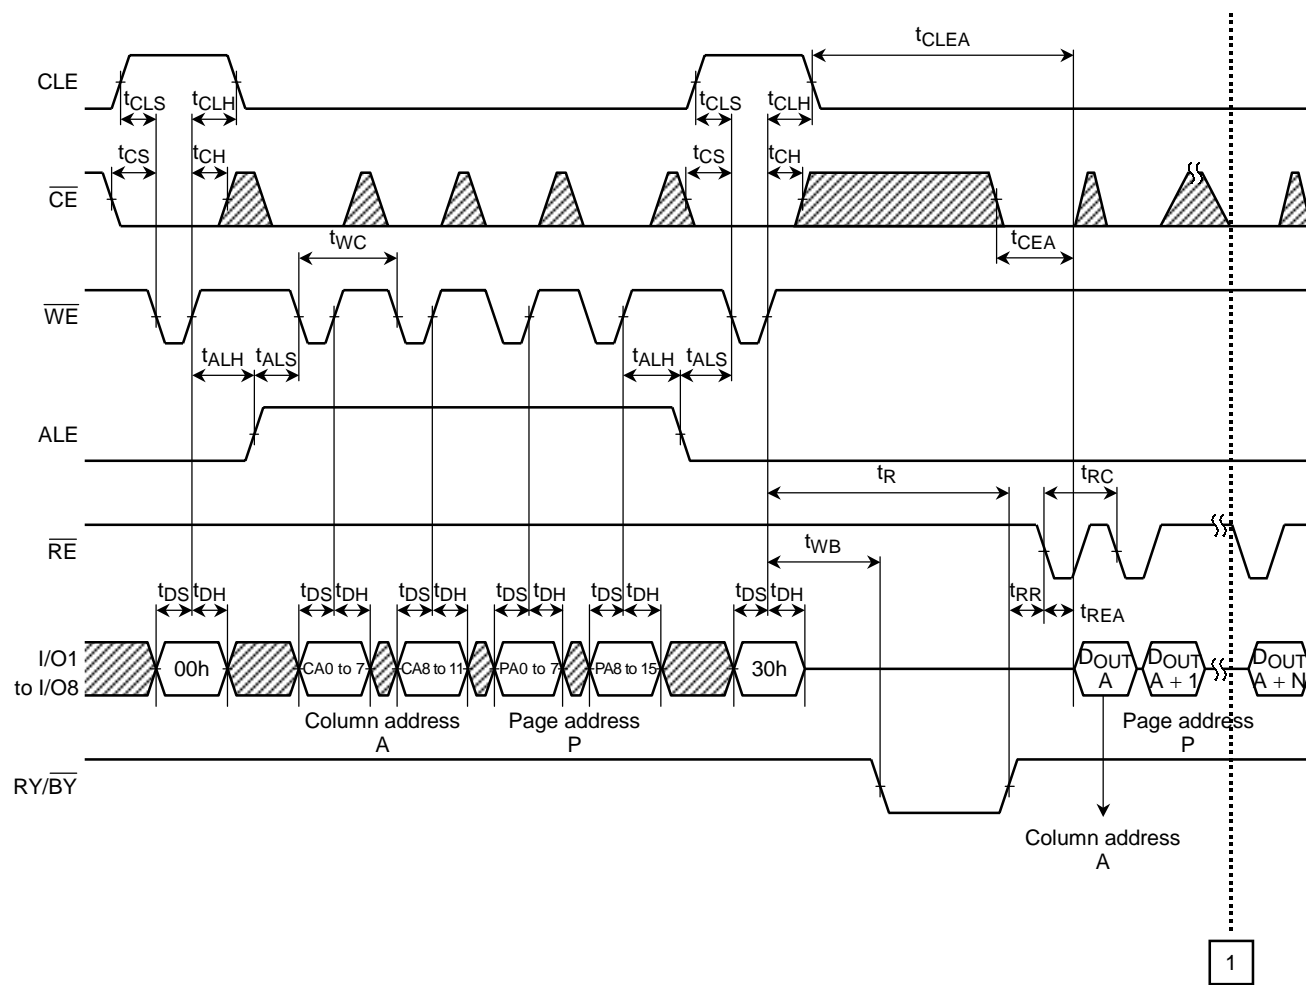 tCLEA
CLE
tCLS tCLH tCLS tCLH
tCS tCH tCS tCH
CE
tWC tCEA
WE
tALH tALS tALH tALS
ALE
tR tRC
RE
tWB
tDS tDH tDS tDH tDS tDH tDS tDH tDS tDH tDS tDH tRR
tREA
I/O1
to I/O8
00h CA0 to 7 CA8 to 11 PA0 to 7 PA8 to 15 30h
DOUT
A
DOUT
A + 1
DOUT
A + N
Column address
A
Page address
P
Page address
P
RY/BY
Column address
A
1